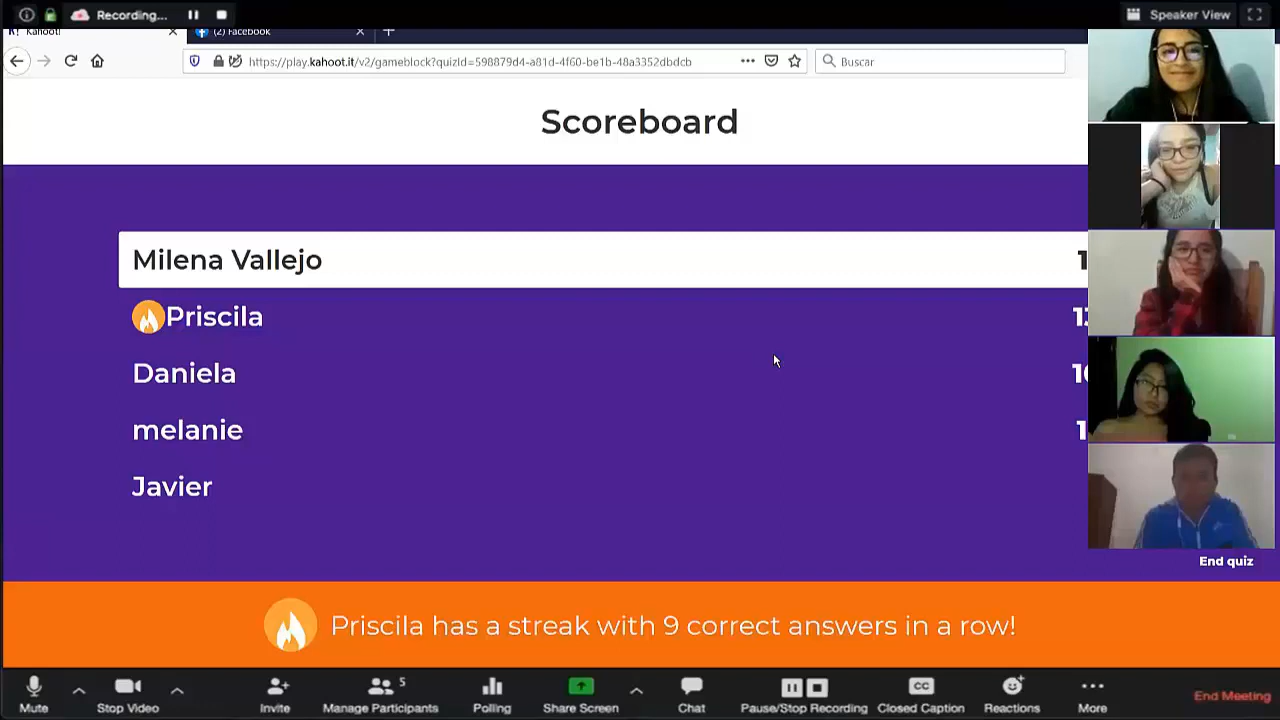 Recording...
Speaker View
Kahoot!
(2) Facebook
https://play.kahoot.it/v2/gameblock?quizId=598879d4-a81d-4f60-be1b-48a3352dbdcb
Buscar
Scoreboard
Milena Vallejo
Priscila
Daniela
melanie
Javier
End quiz
Priscila has a streak with 9 correct answers in a row!
Mute
Stop Video
Invite
5
Manage Participants
Polling
Share Screen
Chat
Pause/Stop Recording
CC
Closed Caption
Reactions
More
End Meeting